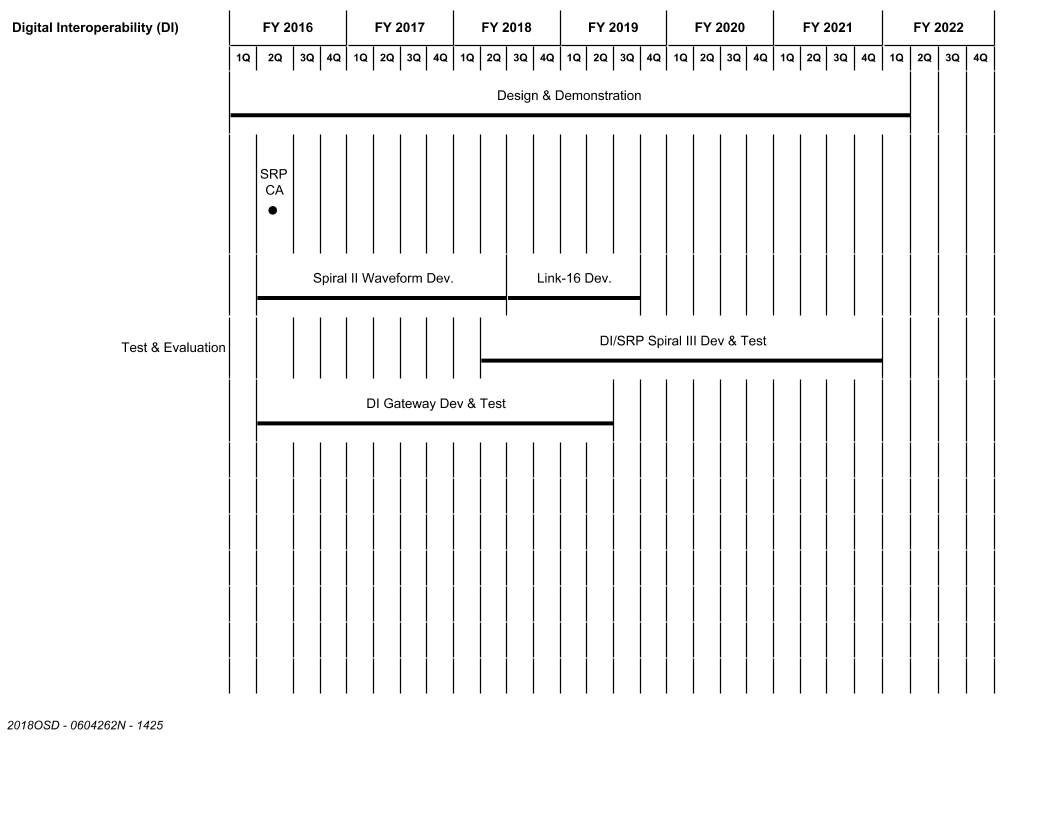 Digital Interoperability (DI) FY 2016 FY 2017 FY 2018 FY 2019 FY 2020 FY 2021 FY 2022
1Q 2Q 3Q 4Q 1Q 2Q 3Q 4Q 1Q 2Q 3Q 4Q 1Q 2Q 3Q 4Q 1Q 2Q 3Q 4Q 1Q 2Q 3Q 4Q 1Q 2Q 3Q 4Q
Design & Demonstration
SRP
CA
Spiral II Waveform Dev. Link-16 Dev.
DI/SRP Spiral III Dev & Test
Test & Evaluation
DI Gateway Dev & Test
2018OSD - 0604262N - 1425